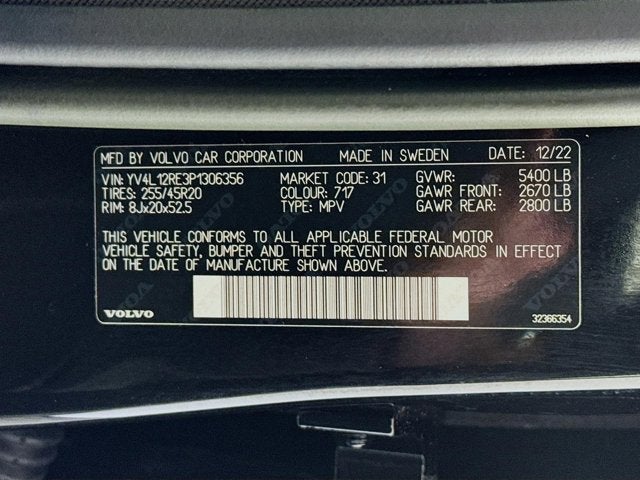 MFD BY VOLVO CAR CORPORATION MADE IN SWEDEN DATE: 12/22
VIN: YV4L12RE3P1306356 MARKET CODE: 31 GVWR: 5400 LB
TIRES: 255/45R20 COLOUR: 717 GAWR FRONT: 2670 LB
RIM: 8Jx20x52.5 TYPE: MPV GAWR REAR: 2800 LB
THIS VEHICLE CONFORMS TO ALL APPLICABLE FEDERAL MOTOR
VEHICLE SAFETY, BUMPER AND THEFT PREVENTION STANDARDS IN EFFECT
ON THE DATE OF MANUFACTURE SHOWN ABOVE.
VOLVO 32366354